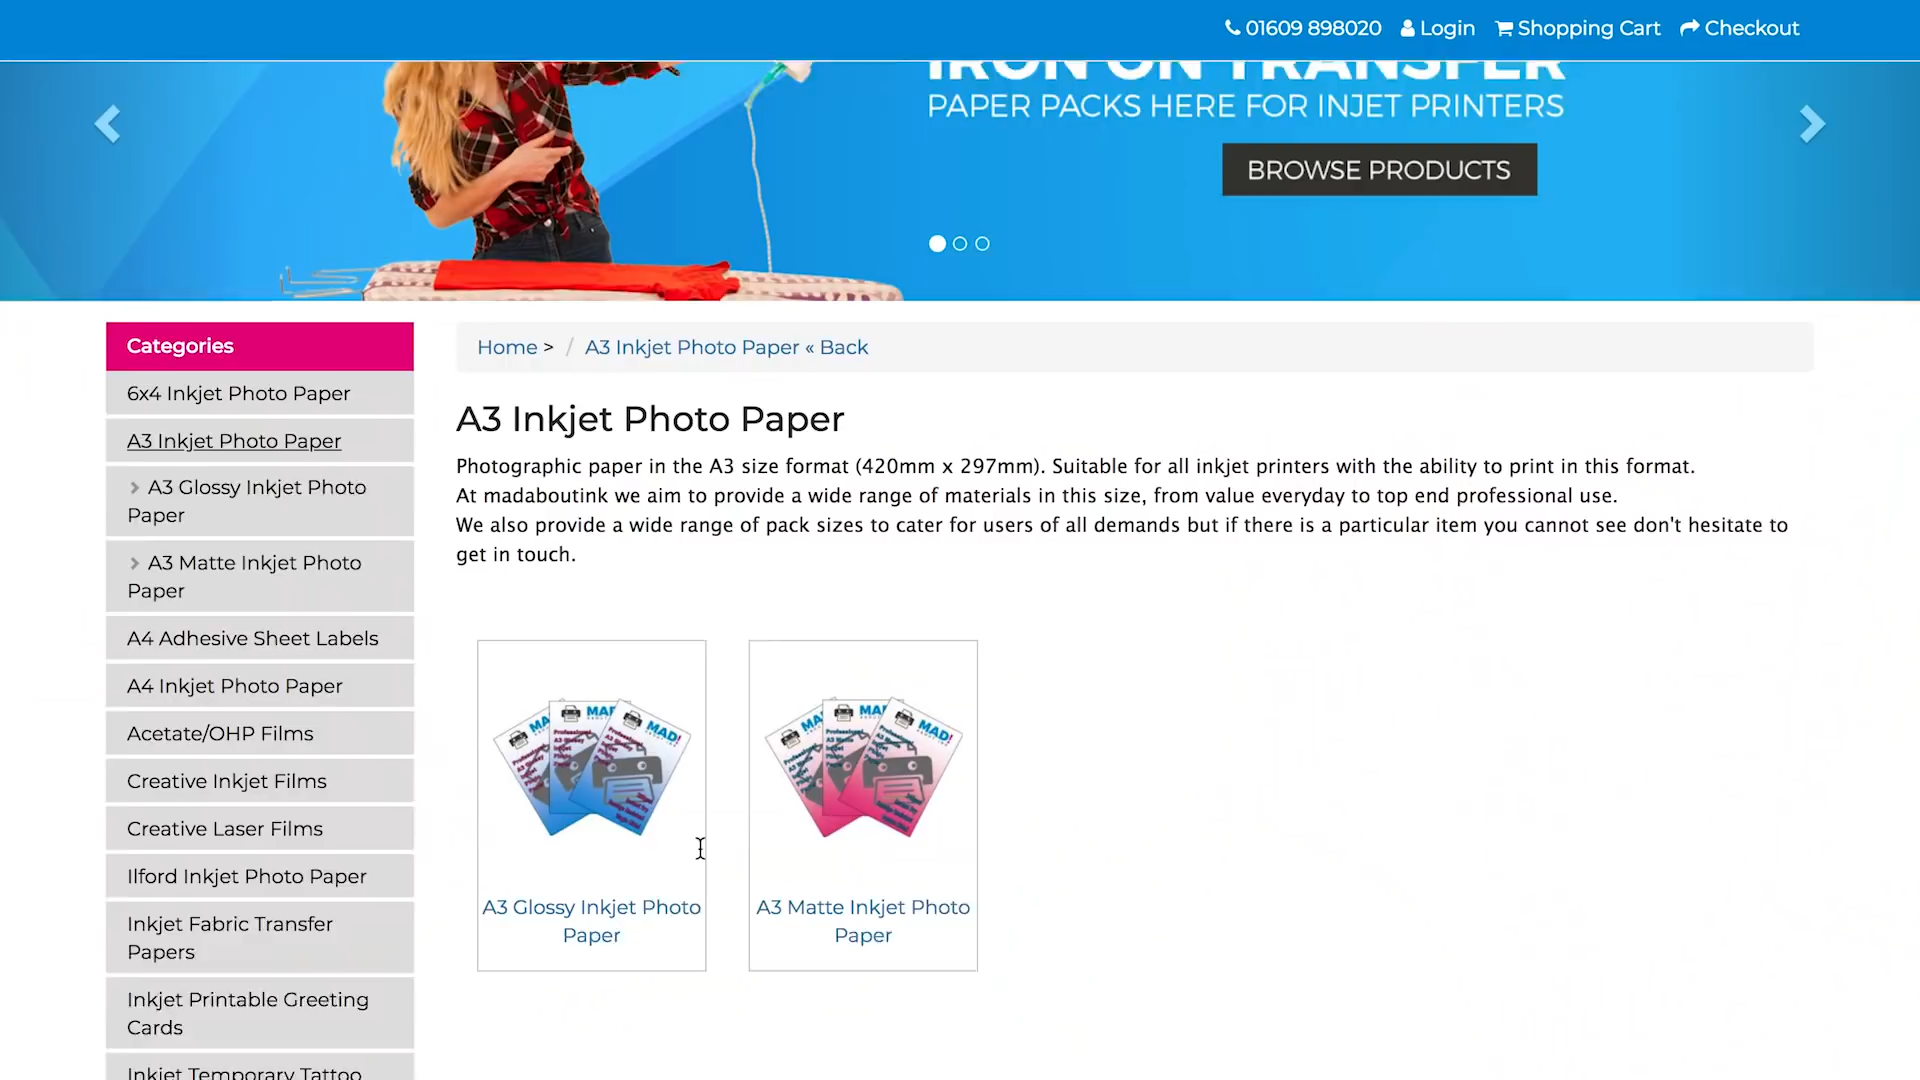 01609 898020 Login Shopping Cart Checkout
IRON ON TRANSFER
PAPER PACKS HERE FOR INJET PRINTERS
BROWSE PRODUCTS
Categories
6x4 Inkjet Photo Paper
A3 Inkjet Photo Paper
A3 Glossy Inkjet Photo
Paper
A3 Matte Inkjet Photo
Paper
A4 Adhesive Sheet Labels
A4 Inkjet Photo Paper
Acetate/OHP Films
Creative Inkjet Films
Creative Laser Films
Ilford Inkjet Photo Paper
Inkjet Fabric Transfer
Papers
Inkjet Printable Greeting
Cards
Inkjet Temporary Tattoo
Home > / A3 Inkjet Photo Paper « Back
A3 Inkjet Photo Paper
Photographic paper in the A3 size format (420mm x 297mm). Suitable for all inkjet printers with the ability to print in this format.
At madaboutink we aim to provide a wide range of materials in this size, from value everyday to top end professional use.
We also provide a wide range of pack sizes to cater for users of all demands but if there is a particular item you cannot see don't hesitate to
get in touch.
MAD!
A3 Glossy Inkjet Photo
Paper
MAD!
A3 Matte Inkjet Photo
Paper